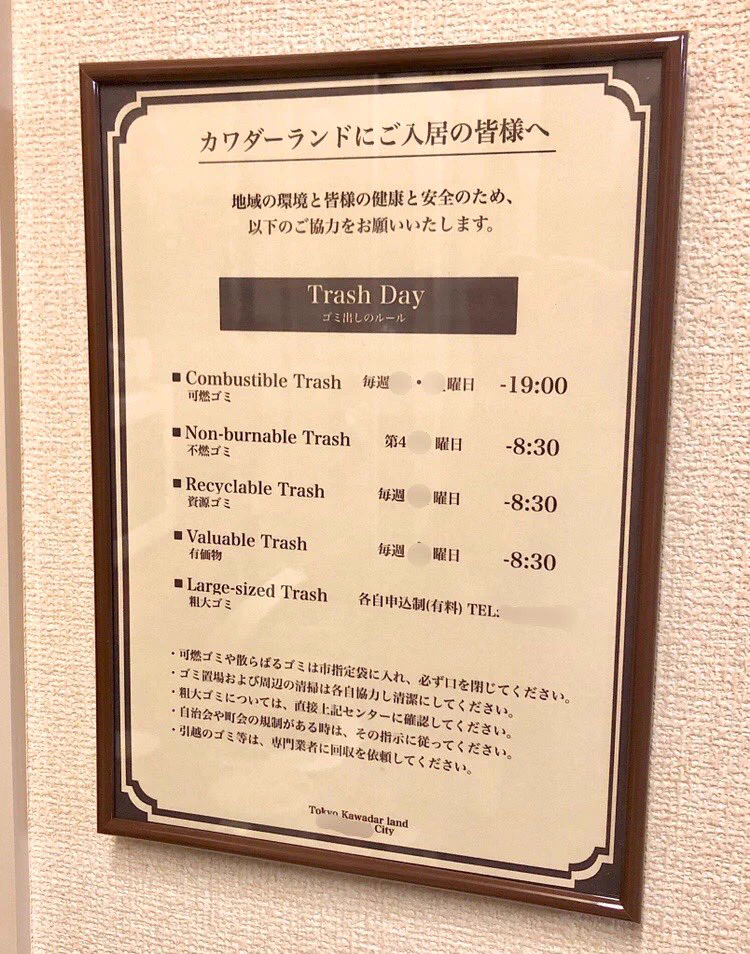 カワダーランドにご入居の皆様へ
地域の環境と皆様の健康と安全のため、
以下のご協力をお願いいたします。
Trash Day
ゴミ出しのルール
■ Combustible Trash 毎週 ・ 曜日 -19:00
可燃ゴミ
■ Non-burnable Trash 第4 曜日 -8:30
不燃ゴミ
■ Recyclable Trash 毎週 曜日 -8:30
資源ゴミ
■ Valuable Trash 毎週 曜日 -8:30
有価物
■ Large-sized Trash 各自申込制(有料) TEL:
粗大ゴミ
・可燃ゴミや散らばるゴミは市指定袋に入れ、必ず口を閉じてください。
・ゴミ置場および周辺の清掃は各自協力し清潔にしてください。
・粗大ゴミについては、直接上記センターに確認してください。
・自治会や町会の規制がある時は、その指示に従ってください。
・引越のゴミ等は、専門業者に回収を依頼してください。
Tokyo Kawadar land
City